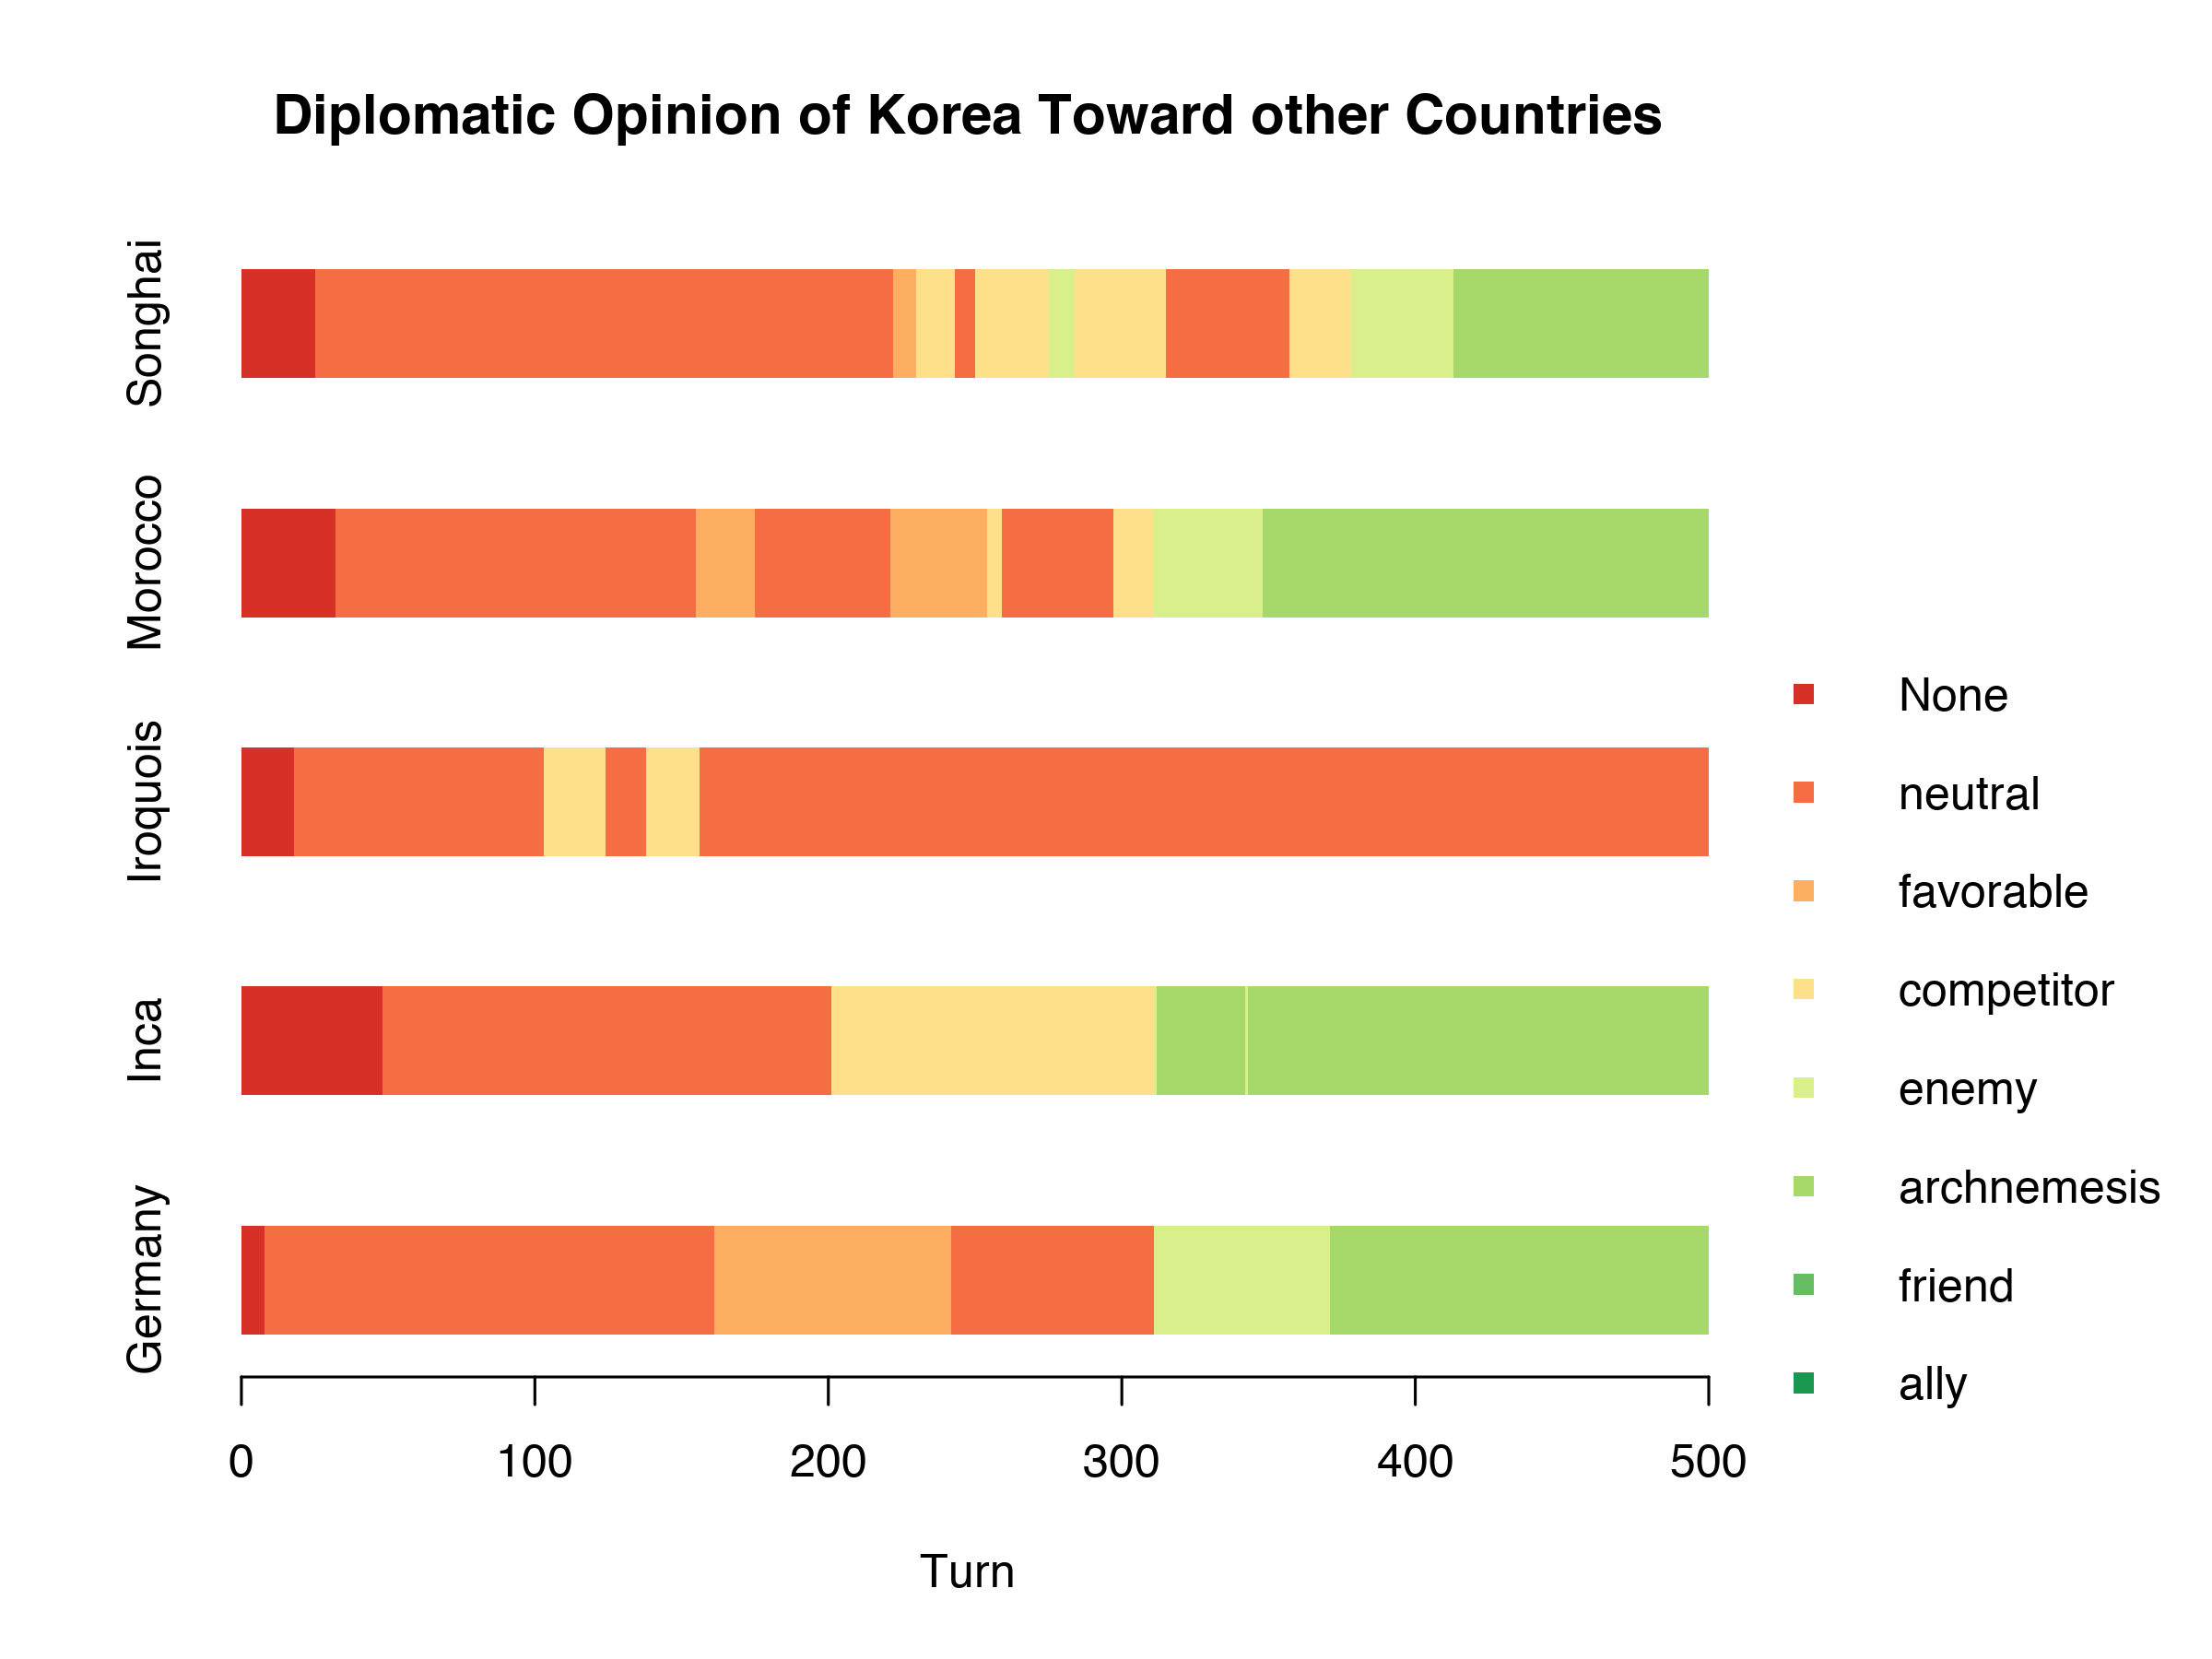 Diplomatic Opinion of Korea Toward other Countries
Songhai
Morocco
Iroquois
Inca
Germany
None
neutral
favorable
competitor
enemy
archnemesis
friend
ally
0 100 200 300 400 500
Turn